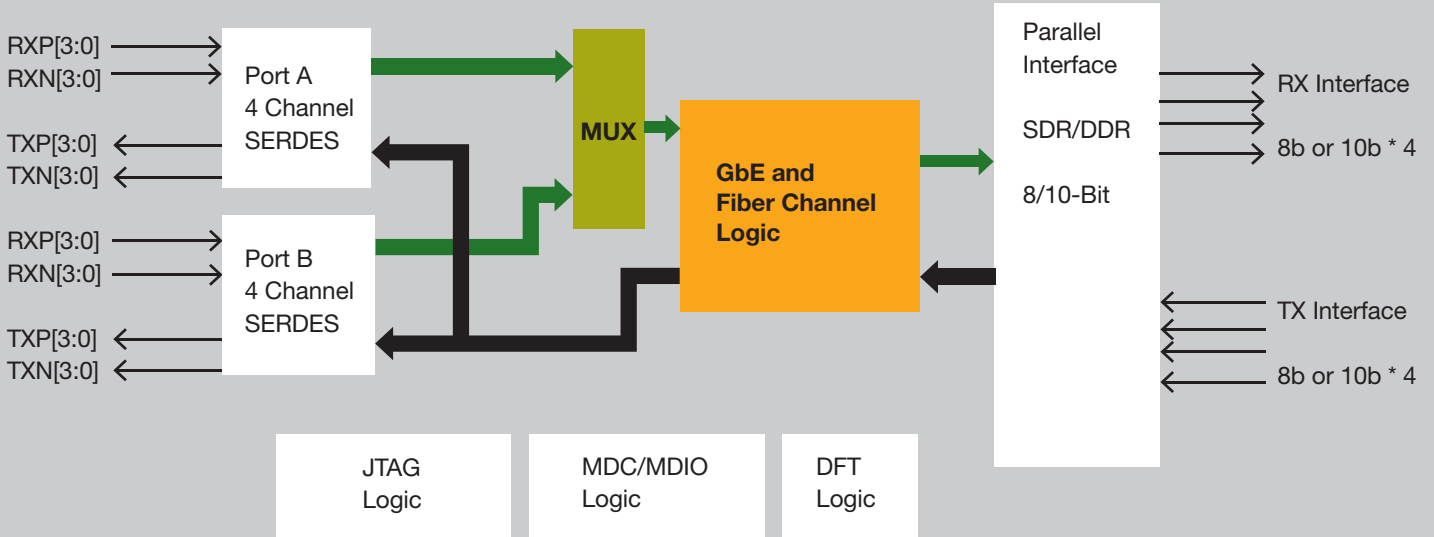 RXP[3:0]
RXN[3:0]
TXP[3:0]
TXN[3:0]
Port A
4 Channel
SERDES
RXP[3:0]
RXN[3:0]
TXP[3:0]
TXN[3:0]
Port B
4 Channel
SERDES
MUX
GbE and
Fiber Channel
Logic
Parallel
Interface
SDR/DDR
8/10-Bit
RX Interface
8b or 10b * 4
TX Interface
8b or 10b * 4
JTAG
Logic
MDC/MDIO
Logic
DFT
Logic